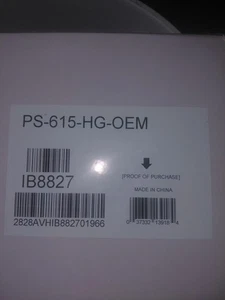 PS-615-HG-OEM
IB8827
[PROOF OF PURCHASE]
MADE IN CHINA
2828AVHIB882701966